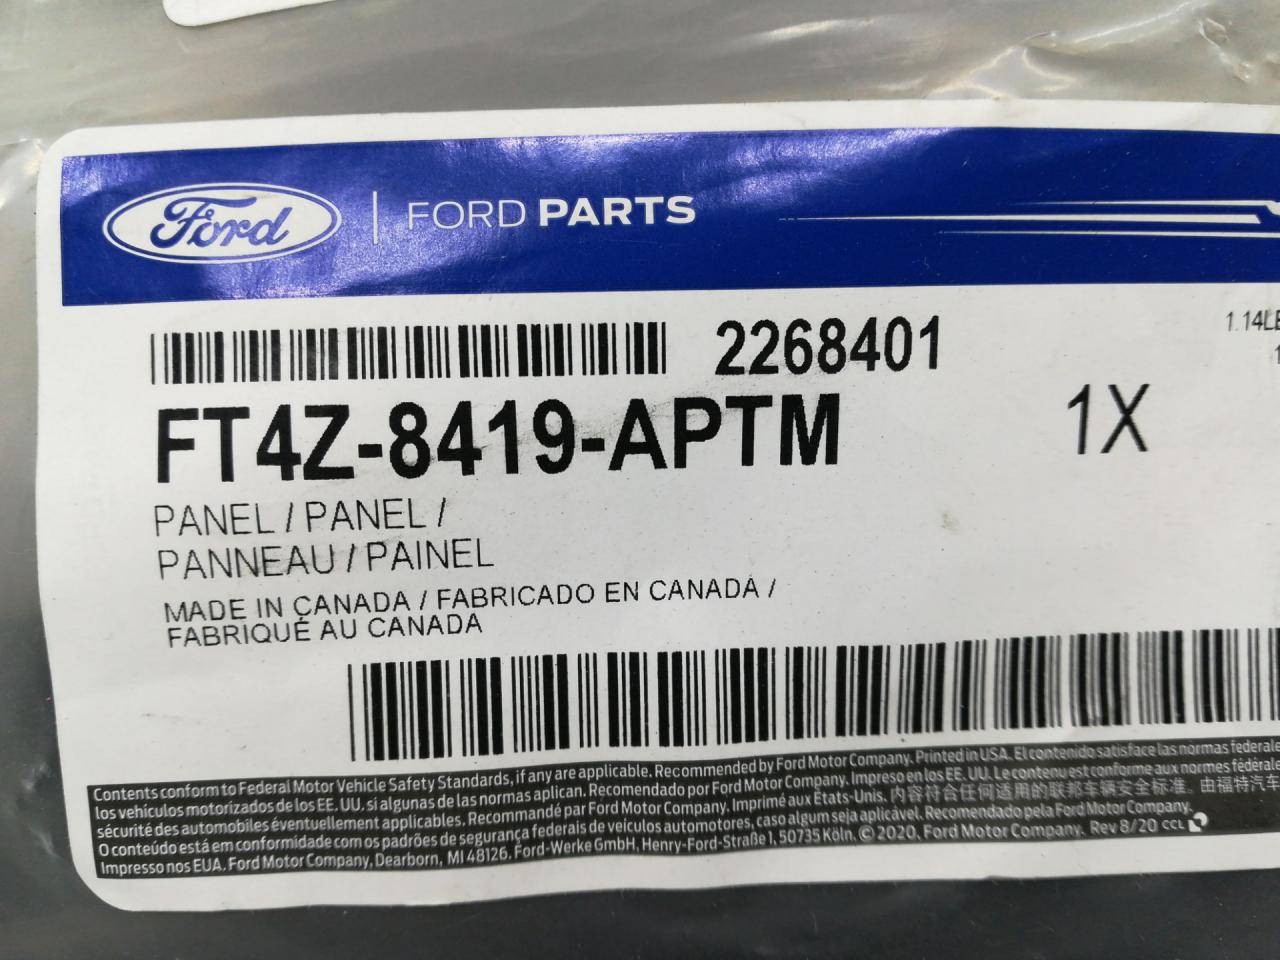 Ford | FORD PARTS
2268401
1.14LB
FT4Z-8419-APTM
1X
PANEL / PANEL /
PANNEAU / PAINEL
MADE IN CANADA / FABRICADO EN CANADA /
FABRIQUÉ AU CANADA
Contents conform to Federal Motor Vehicle Safety Standards, if any are applicable. Recommended by Ford Motor Company. Printed in USA. El contenido satisface las normas federale
los vehículos motorizados de los EE. UU. si algunas de las normas aplican. Recomendado por Ford Motor Company. Impreso en los EE. UU. Le contenu est conforme aux normes fédérale
sécurité des automobiles éventuellement applicables. Recommandé par Ford Motor Company, Imprimé aux États-Unis. 内容符合任何适用的联邦车辆安全标准。由福特汽车
O conteúdo está em conformidade com os padrões de segurança federais de veículos automotores, caso algum seja aplicável. Recomendado pela Ford Motor Company.
Impresso nos EUA. Ford Motor Company, Dearborn, MI 48126. Ford-Werke GmbH, Henry-Ford-Straße 1, 50735 Köln. © 2020, Ford Motor Company. Rev 8/20 CCL